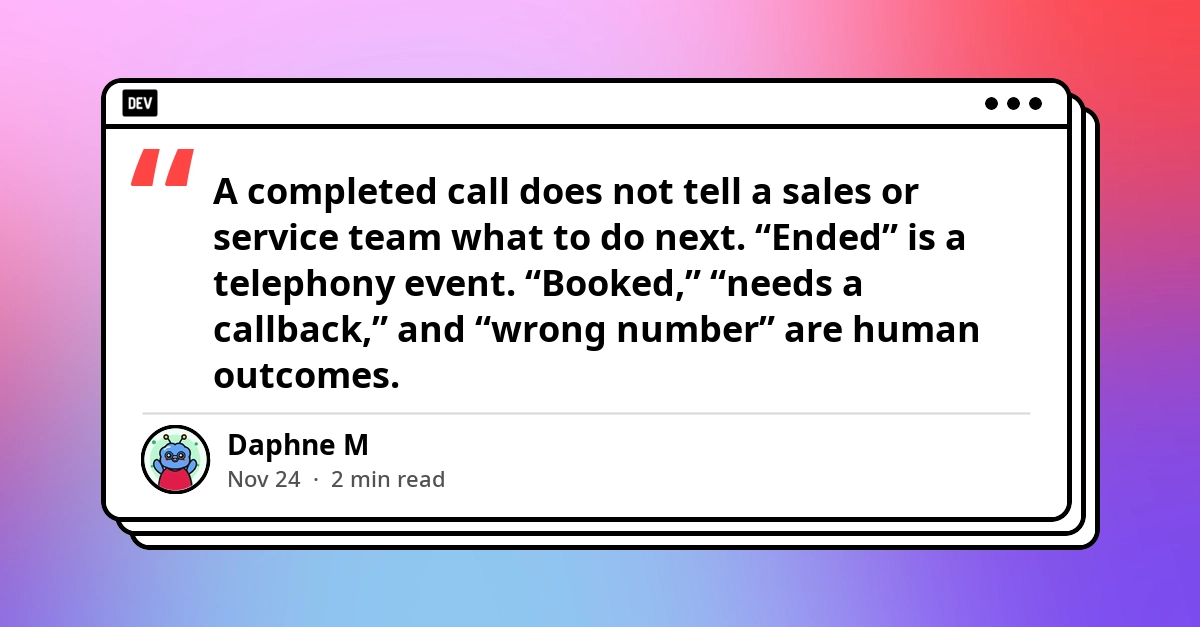 DEV
“
A completed call does not tell a sales or
service team what to do next. “Ended” is a
telephony event. “Booked,” “needs a
callback,” and “wrong number” are human
outcomes.
Daphne M
Nov 24 · 2 min read